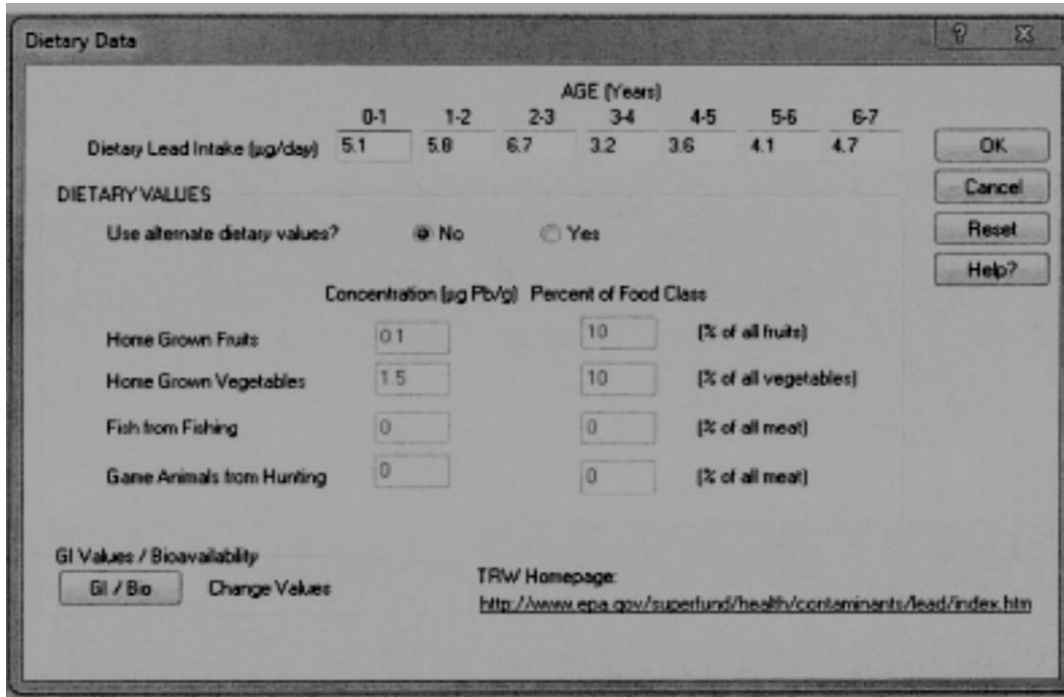 Dietary Data
AGE (Years)
0-1 1-2 2-3 3-4 4-5 5-6 6-7
Dietary Lead Intake (µg/day) 5.1 5.8 6.7 3.2 3.6 4.1 4.7
OK
DIETARY VALUES
Cancel
Use alternate dietary values? No Yes
Reset
Help?
Concentration (µg Pb/g) Percent of Food Class
Home Grown Fruits 0.1 10 (% of all fruits)
Home Grown Vegetables 1.5 10 (% of all vegetables)
Fish from Fishing 0 0 (% of all meat)
Game Animals from Hunting 0 0 (% of all meat)
GI Values / Bioavailability
GI / Bio Change Values
TRW Homepage:
http://www.epa.gov/superfund/health/contaminants/lead/index.htm